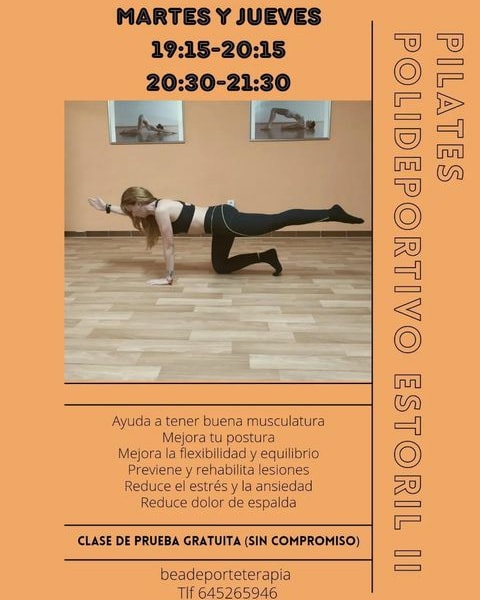 MARTES Y JUEVES
19:15-20:15
20:30-21:30
PILATES
POLIDEPORTIVO ESTORIL II
Ayuda a tener buena musculatura
Mejora tu postura
Mejora la flexibilidad y equilibrio
Previene y rehabilita lesiones
Reduce el estrés y la ansiedad
Reduce dolor de espalda
CLASE DE PRUEBA GRATUITA (SIN COMPROMISO)
beadeporteterapia
Tlf 645265946